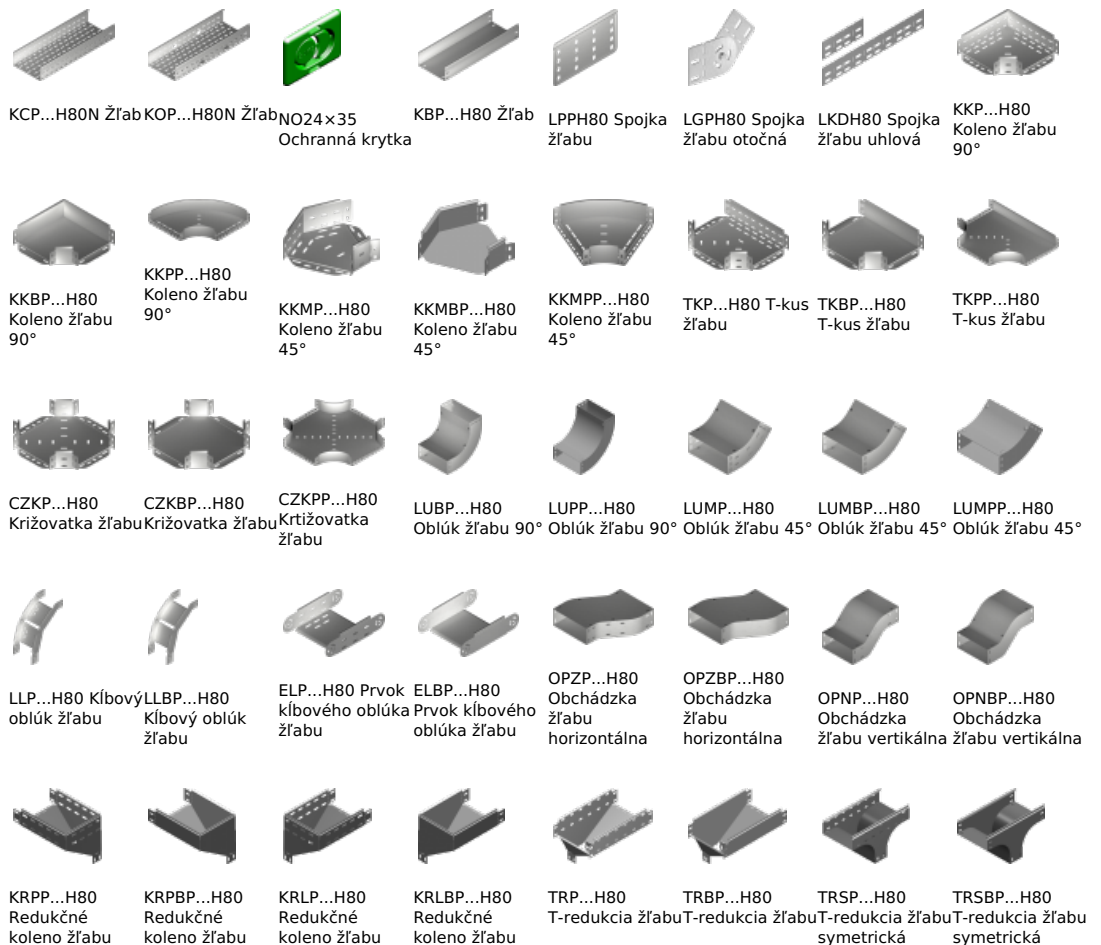 KCP...H80N Žľab
KOP...H80N Žľab
NO24×35
Ochranná krytka
KBP...H80 Žľab
LPPH80 Spojka
žľabu
LGPH80 Spojka
žľabu otočná
LKDH80 Spojka
žľabu uhlová
KKP...H80
Koleno žľabu
90°
KKBP...H80
Koleno žľabu
90°
KKPP...H80
Koleno žľabu
90°
KKMP...H80
Koleno žľabu
45°
KKMBP...H80
Koleno žľabu
45°
KKMPP...H80
Koleno žľabu
45°
TKP...H80 T-kus
žľabu
TKBP...H80
T-kus žľabu
TKPP...H80
T-kus žľabu
CZKP...H80
Križovatka žľabu
CZKBP...H80
Križovatka žľabu
CZKPP...H80
Krtižovatka
žľabu
LUBP...H80
Oblúk žľabu 90°
LUPP...H80
Oblúk žľabu 90°
LUMP...H80
Oblúk žľabu 45°
LUMBP...H80
Oblúk žľabu 45°
LUMPP...H80
Oblúk žľabu 45°
LLP...H80 Kĺbový
oblúk žľabu
LLBP...H80
Kĺbový oblúk
žľabu
ELP...H80 Prvok
kĺbového oblúka
žľabu
ELBP...H80
Prvok kĺbového
oblúka žľabu
OPZP...H80
Obchádzka
žľabu
horizontálna
OPZBP...H80
Obchádzka
žľabu
horizontálna
OPNP...H80
Obchádzka
žľabu vertikálna
OPNBP...H80
Obchádzka
žľabu vertikálna
KRPP...H80
Redukčné
koleno žľabu
KRPBP...H80
Redukčné
koleno žľabu
KRLP...H80
Redukčné
koleno žľabu
KRLBP...H80
Redukčné
koleno žľabu
TRP...H80
T-redukcia žľabu
TRBP...H80
T-redukcia žľabu
TRSP...H80
T-redukcia žľabu
symetrická
TRSBP...H80
T-redukcia žľabu
symetrická